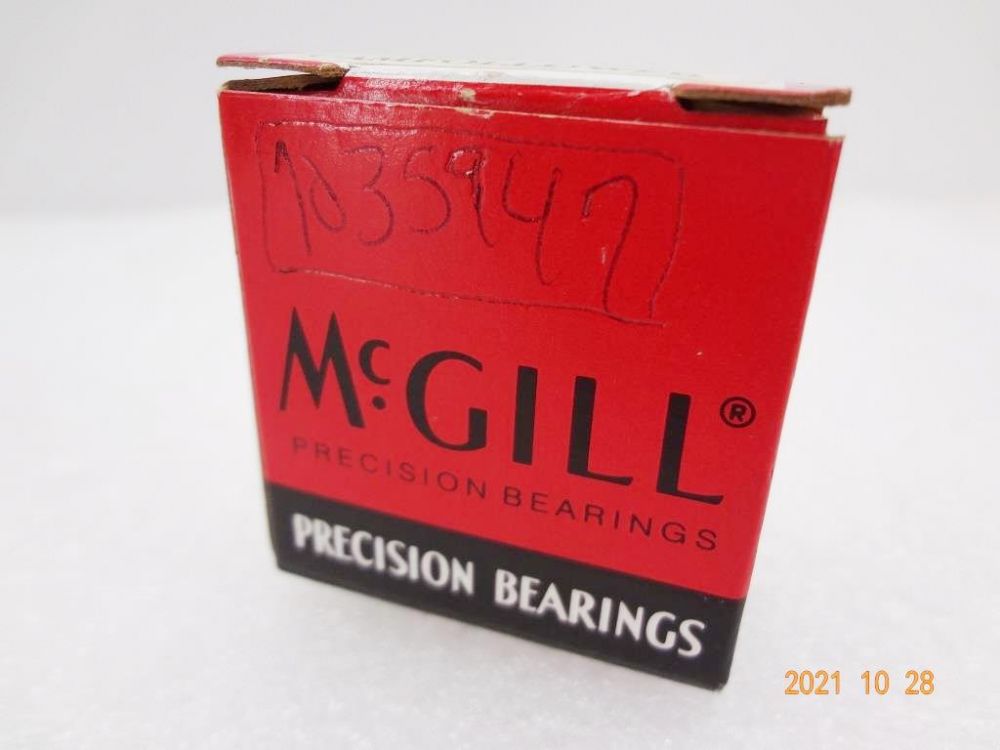 1035947
McGILL®
PRECISION BEARINGS
PRECISION BEARINGS
2021 10 28